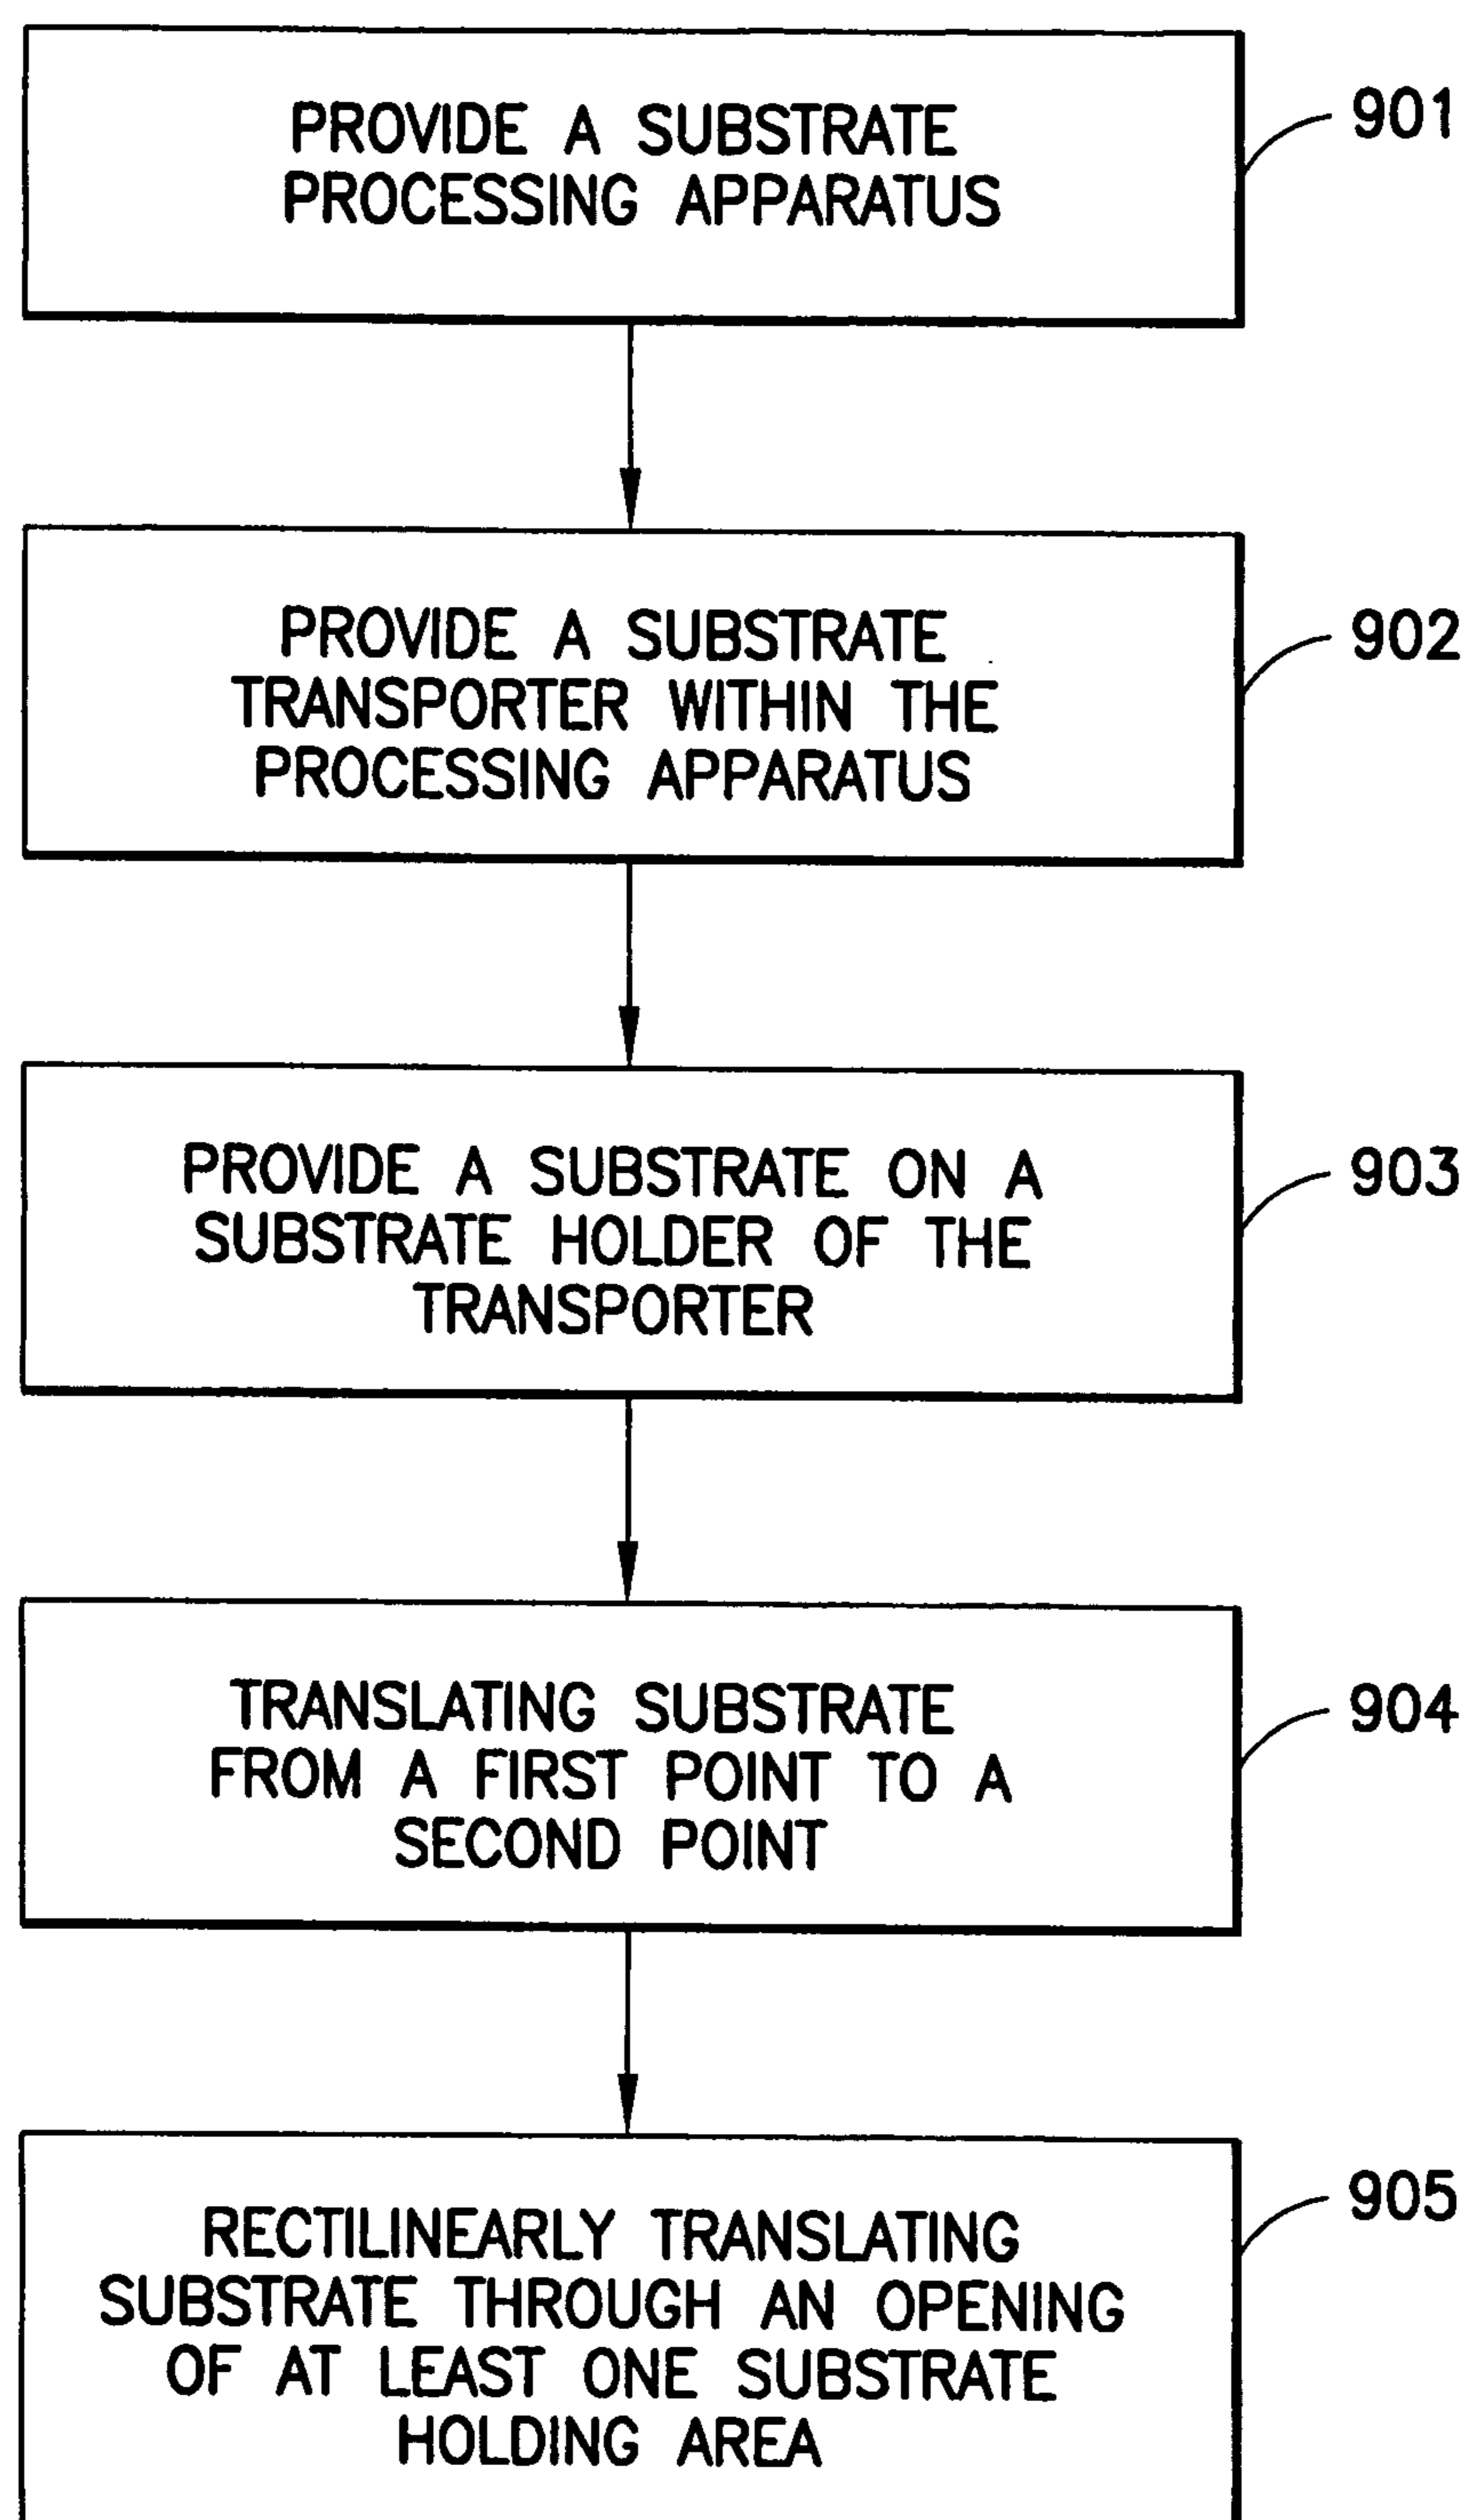 PROVIDE A SUBSTRATE
PROCESSING APPARATUS
901
PROVIDE A SUBSTRATE
TRANSPORTER WITHIN THE
PROCESSING APPARATUS
902
PROVIDE A SUBSTRATE ON A
SUBSTRATE HOLDER OF THE
TRANSPORTER
903
TRANSLATING SUBSTRATE
FROM A FIRST POINT TO A
SECOND POINT
904
RECTILINEARLY TRANSLATING
SUBSTRATE THROUGH AN OPENING
OF AT LEAST ONE SUBSTRATE
HOLDING AREA
905